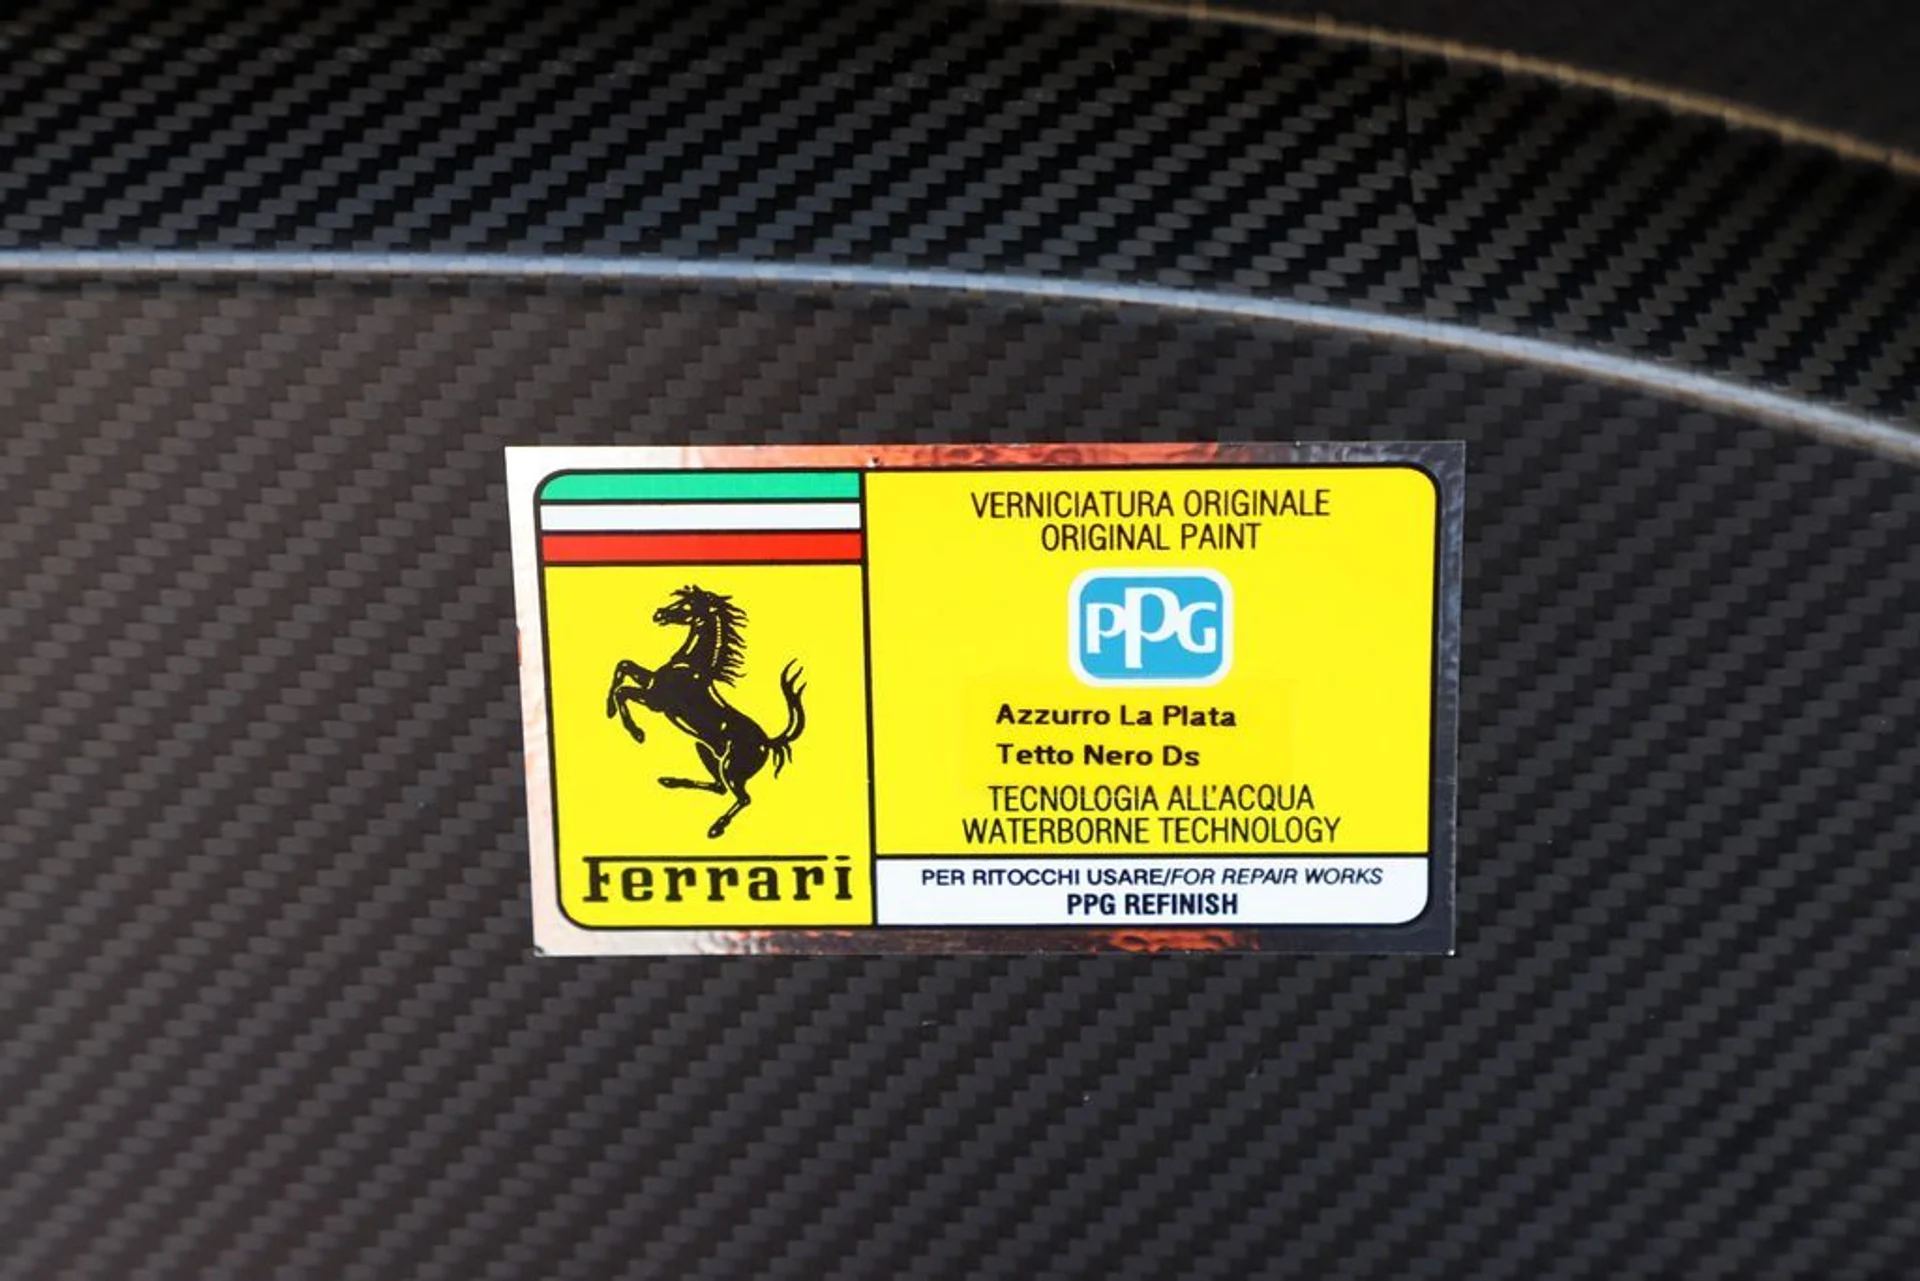 VERNICIATURA ORIGINALE
ORIGINAL PAINT
PPG
Azzurro La Plata
Tetto Nero Ds
TECNOLOGIA ALL'ACQUA
WATERBORNE TECHNOLOGY
Ferrari
PER RITOCCHI USARE/FOR REPAIR WORKS
PPG REFINISH